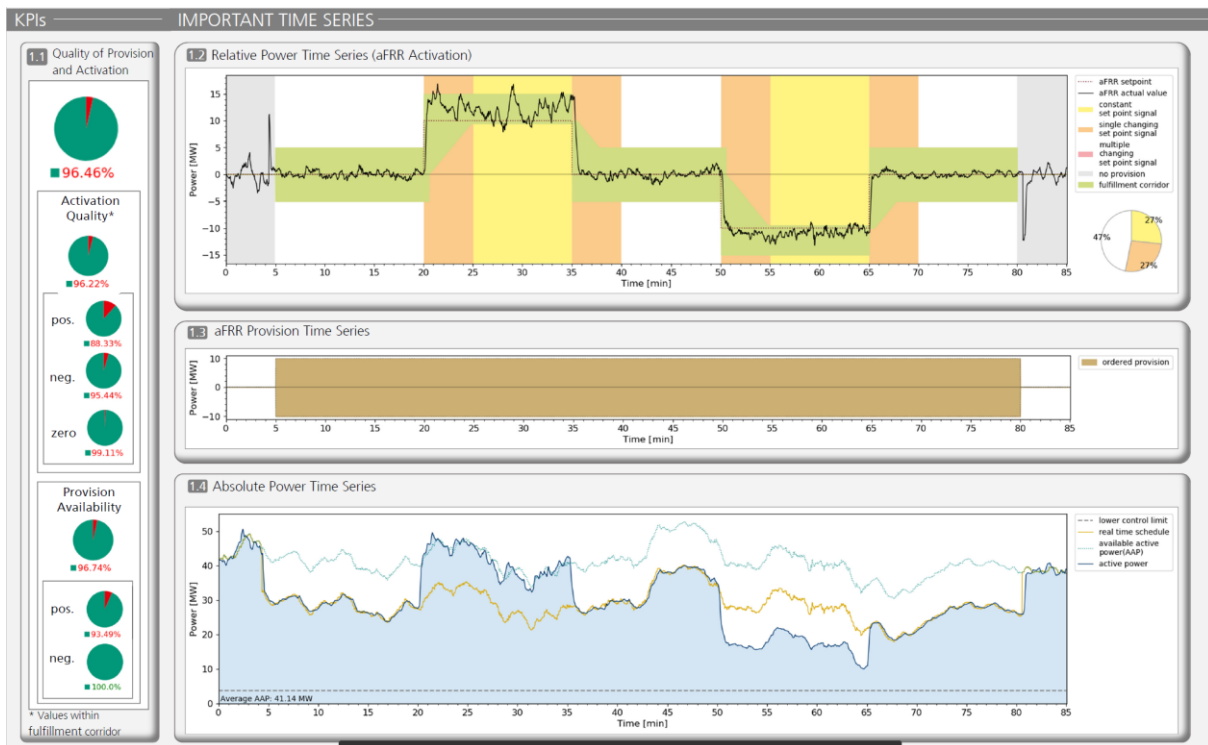 KPIs
IMPORTANT TIME SERIES
1.1 Quality of Provision
and Activation
96.46%
Activation
Quality*
96.22%
pos.
88.33%
neg.
95.44%
zero
99.11%
Provision
Availability
96.74%
pos.
93.49%
neg.
100.0%
* Values within
fulfillment corridor
1.2 Relative Power Time Series (aFRR Activation)
Power [MW]
15
10
5
0
−5
−10
−15
0 5 10 15 20 25 30 35 40 45 50 55 60 65 70 75 80 85
Time [min]
aFRR setpoint
aFRR actual value
constant
set point signal
single changing
set point signal
multiple
changing
set point signal
no provision
fulfillment corridor
27%
47%
27%
1.3 aFRR Provision Time Series
Power [MW]
10
0
−10
0 5 10 15 20 25 30 35 40 45 50 55 60 65 70 75 80 85
Time [min]
ordered provision
1.4 Absolute Power Time Series
Power [MW]
50
40
30
20
10
0
Average AAP: 41.14 MW
0 5 10 15 20 25 30 35 40 45 50 55 60 65 70 75 80 85
Time [min]
lower control limit
real time schedule
available active
power(AAP)
active power